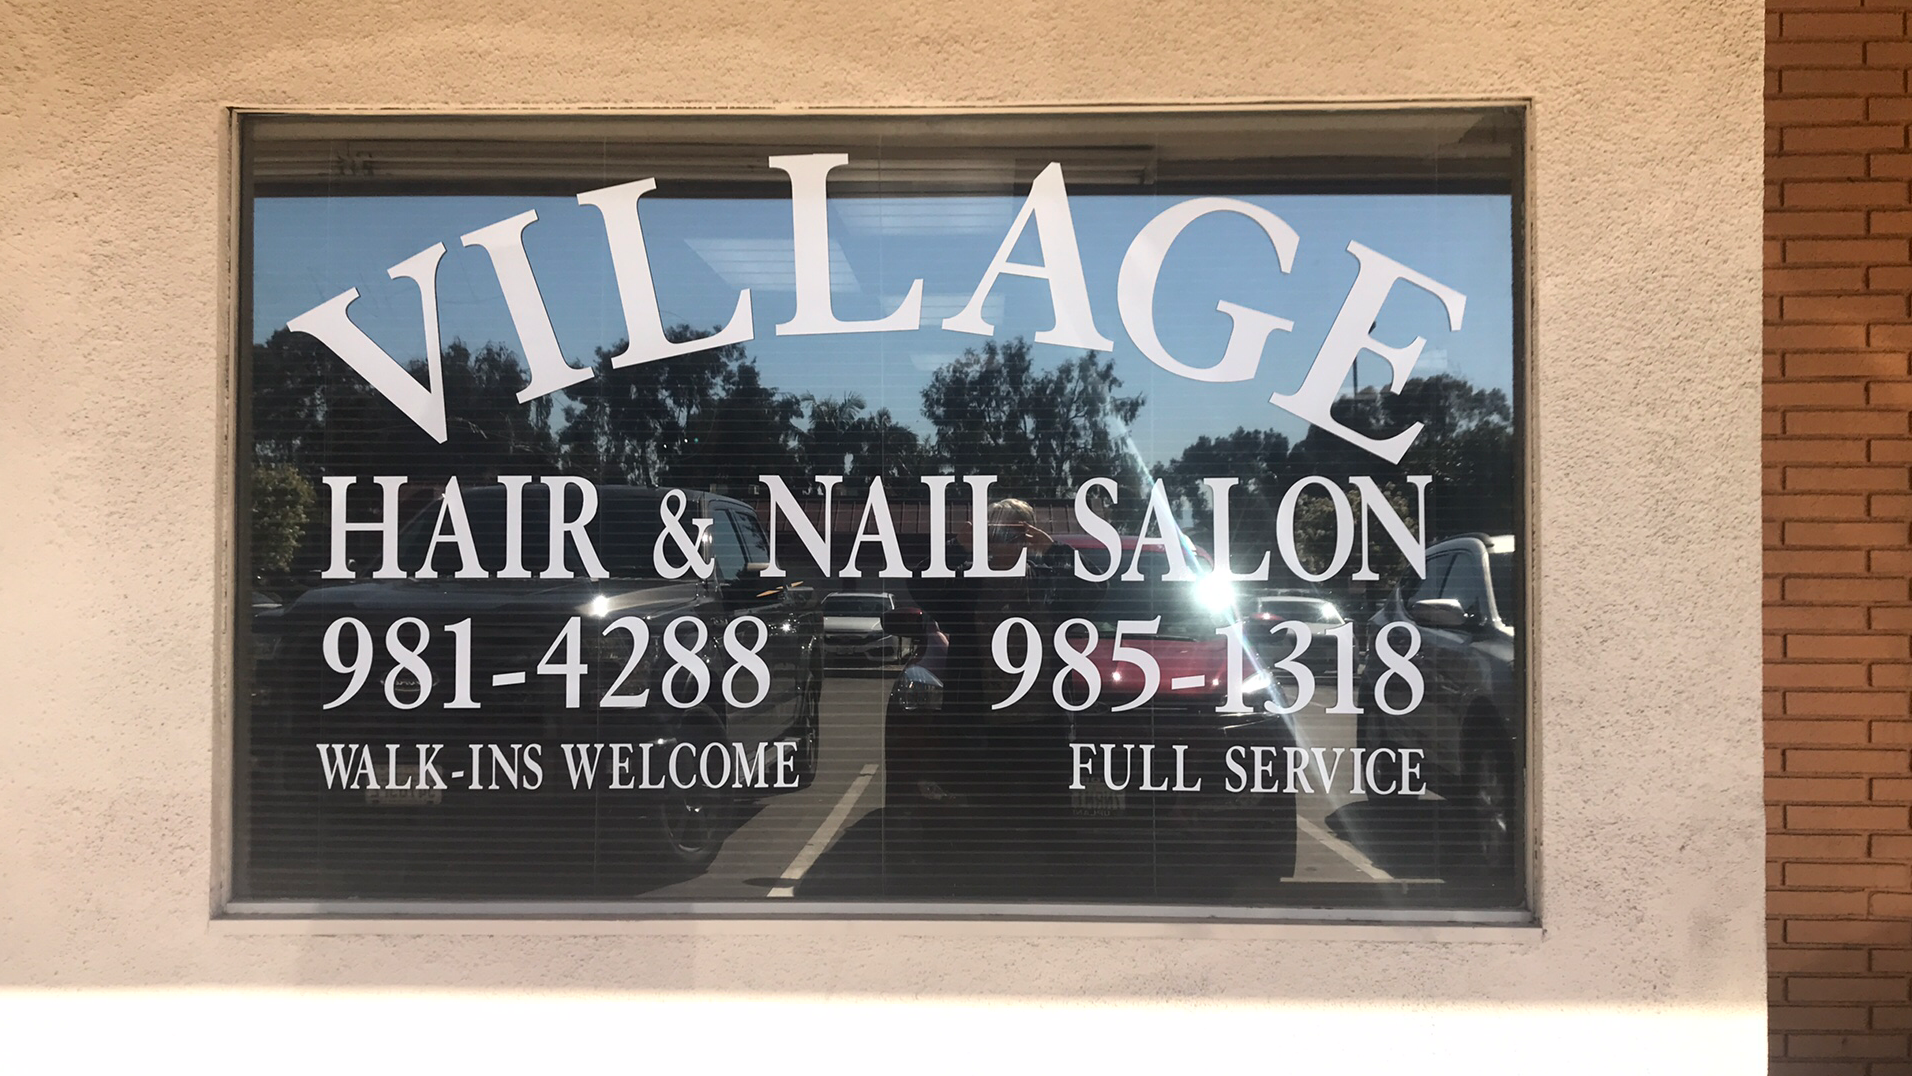 VILLAGE
HAIR & NAIL SALON
981-4288 985-1318
WALK-INS WELCOME FULL SERVICE